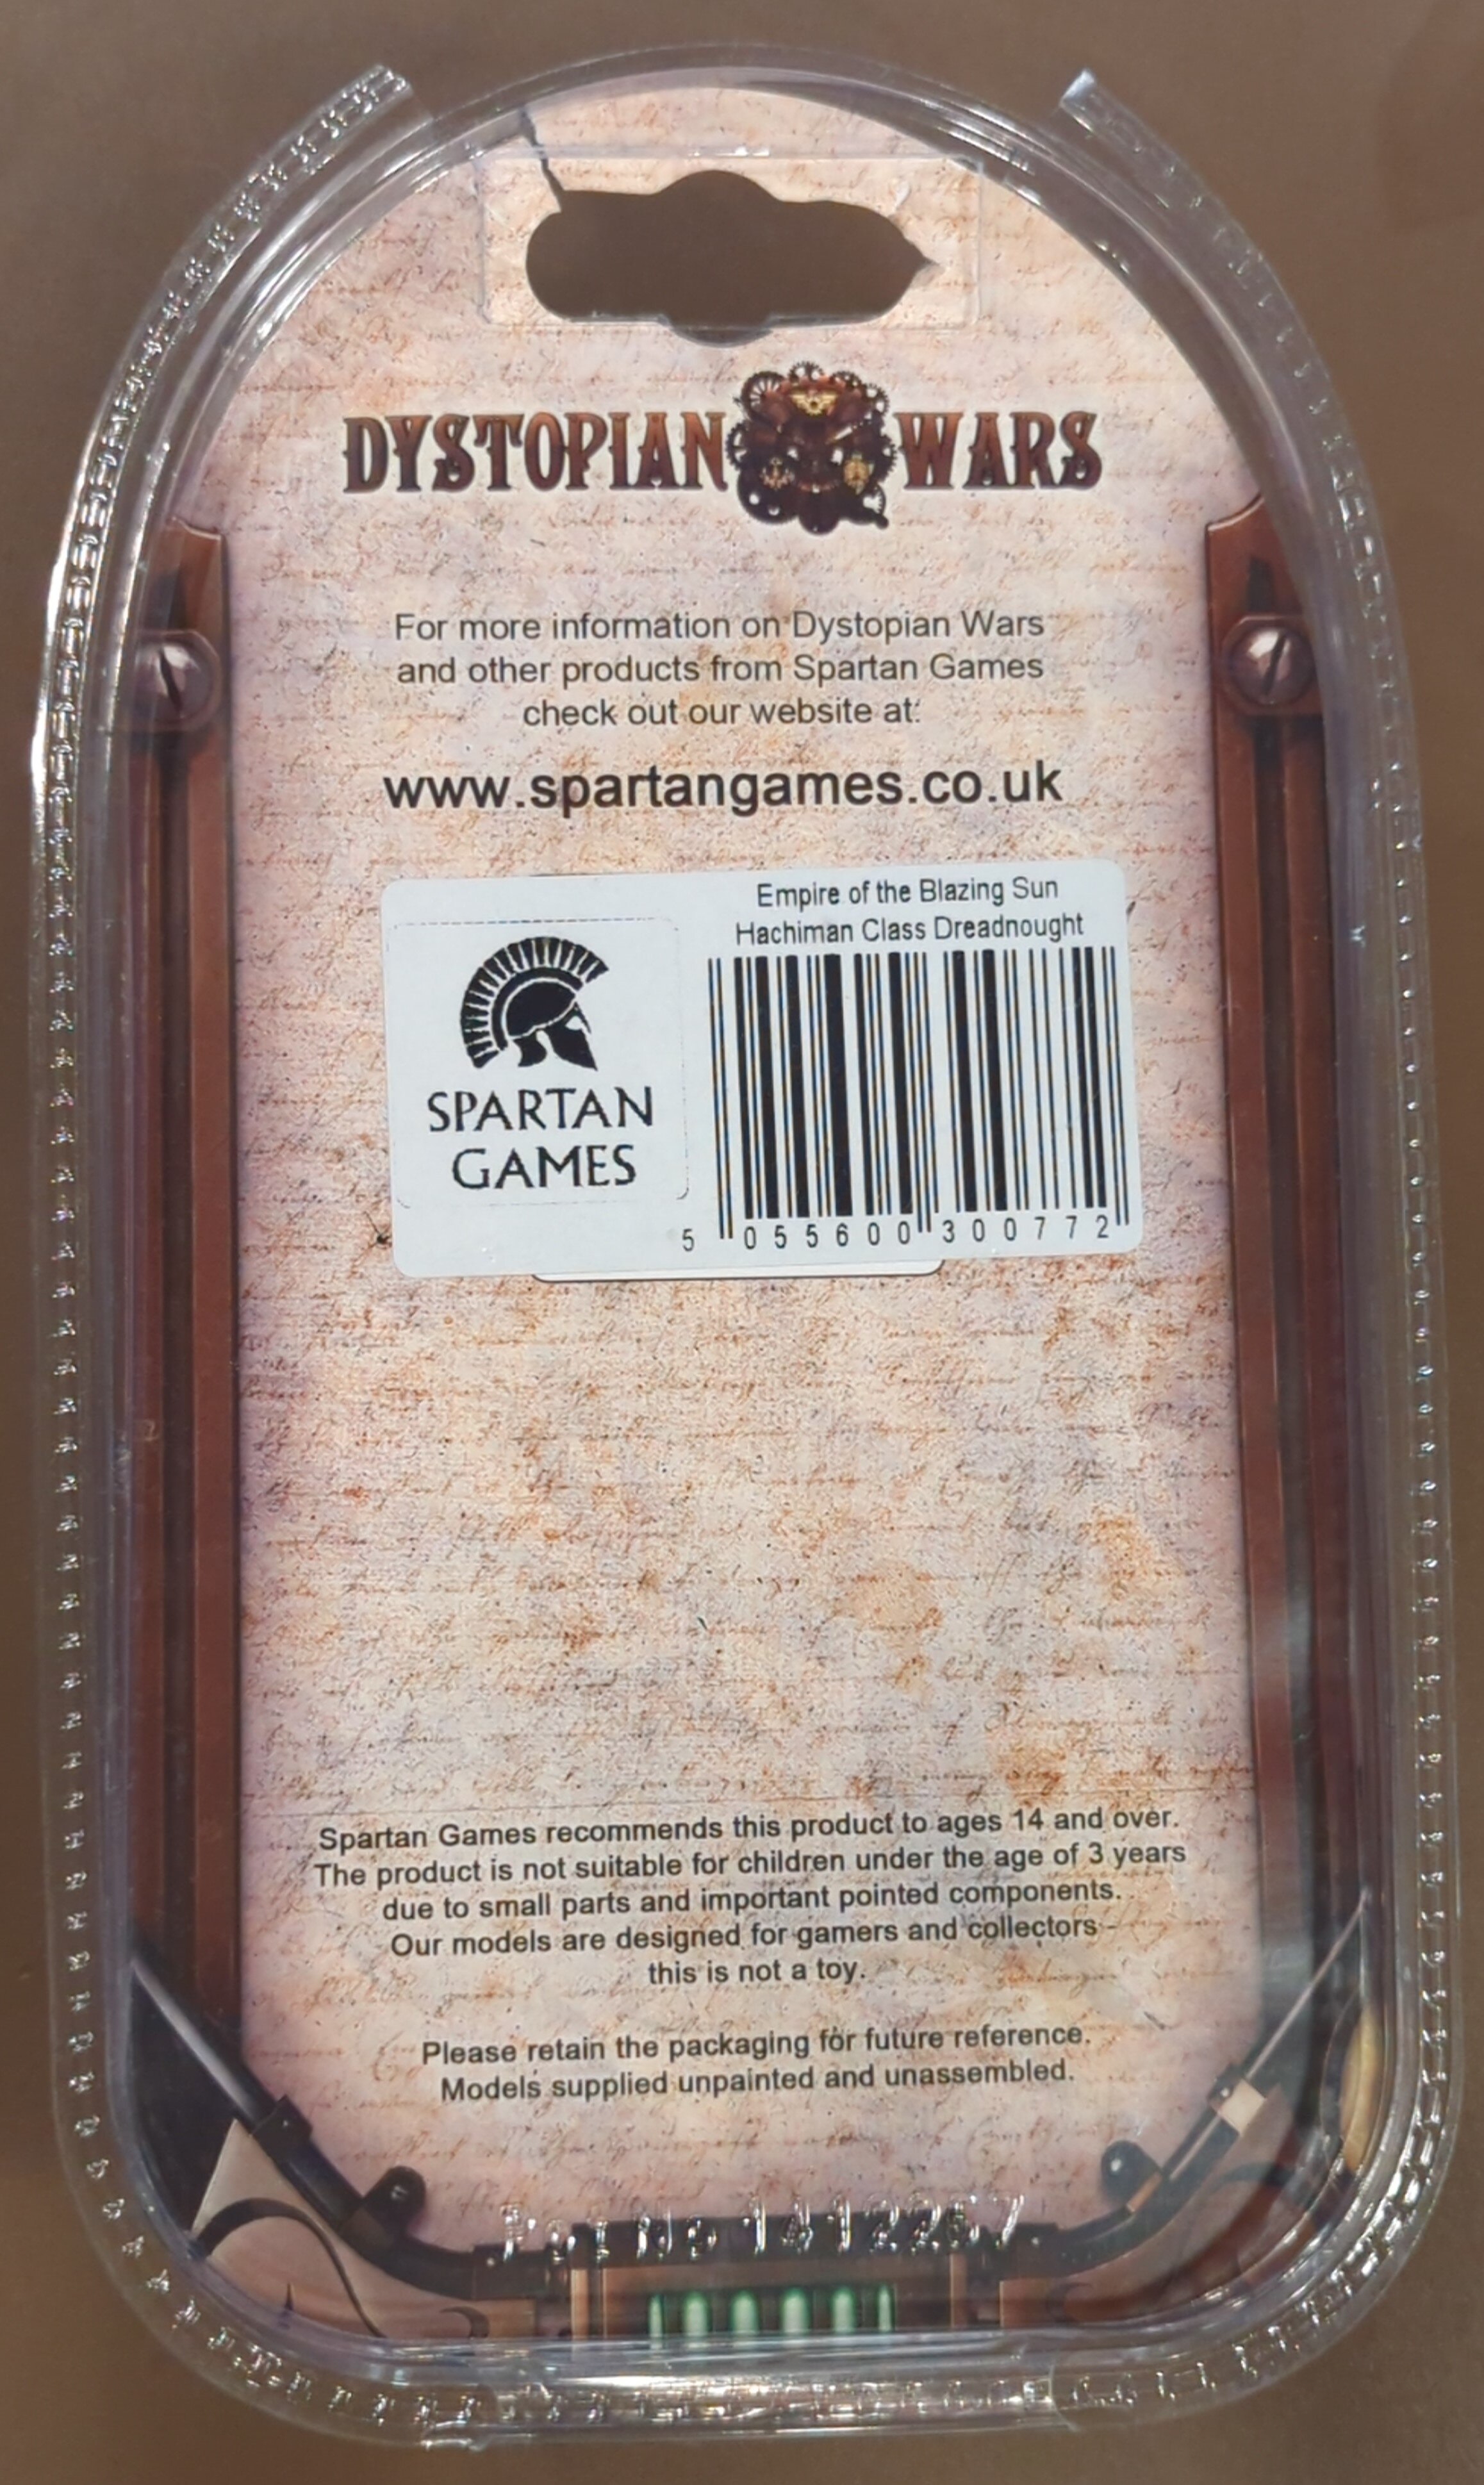 DYSTOPIAN WARS
For more information on Dystopian Wars
and other products from Spartan Games
check out our website at:
www.spartangames.co.uk
Empire of the Blazing Sun
Hachiman Class Dreadnought
SPARTAN
GAMES
5 055600 300772
Spartan Games recommends this product to ages 14 and over.
The product is not suitable for children under the age of 3 years
due to small parts and important pointed components.
Our models are designed for gamers and collectors -
this is not a toy.
Please retain the packaging for future reference.
Models supplied unpainted and unassembled.